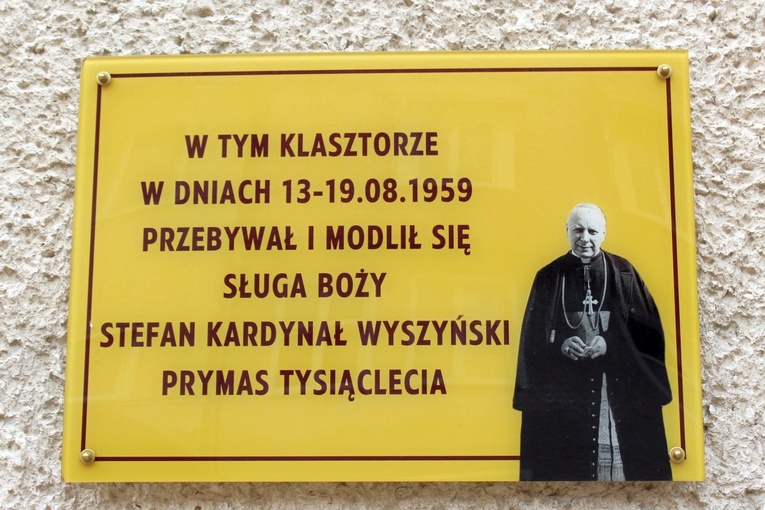 W TYM KLASZTORZE
W DNIACH 13-19.08.1959
PRZEBYWAŁ I MODLIŁ SIĘ
SŁUGA BOŻY
STEFAN KARDYNAŁ WYSZYŃSKI
PRYMAS TYSIĄCLECIA